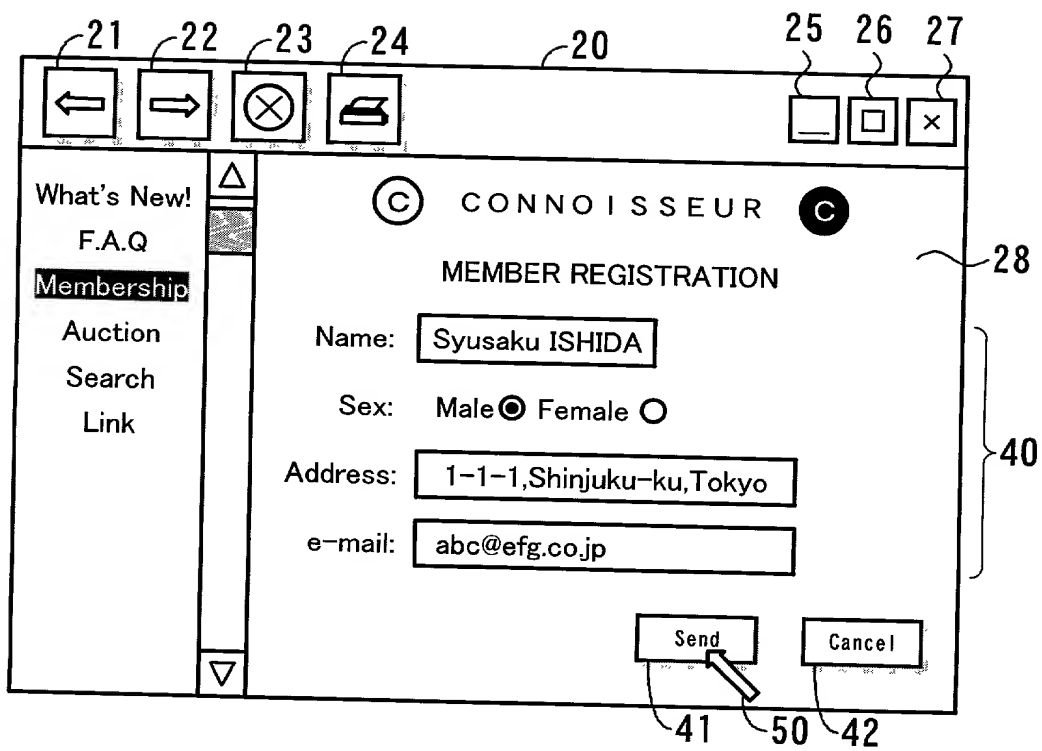 21 22 23 24 20 25 26 27
What's New!
F.A.Q
Membership
Auction
Search
Link
C CONNOISSEUR C
28
MEMBER REGISTRATION
Name: Syusaku ISHIDA
Sex: Male Female
Address: 1-1-1,Shinjuku-ku,Tokyo
e-mail: abc@efg.co.jp
40
Send Cancel
41 50 42